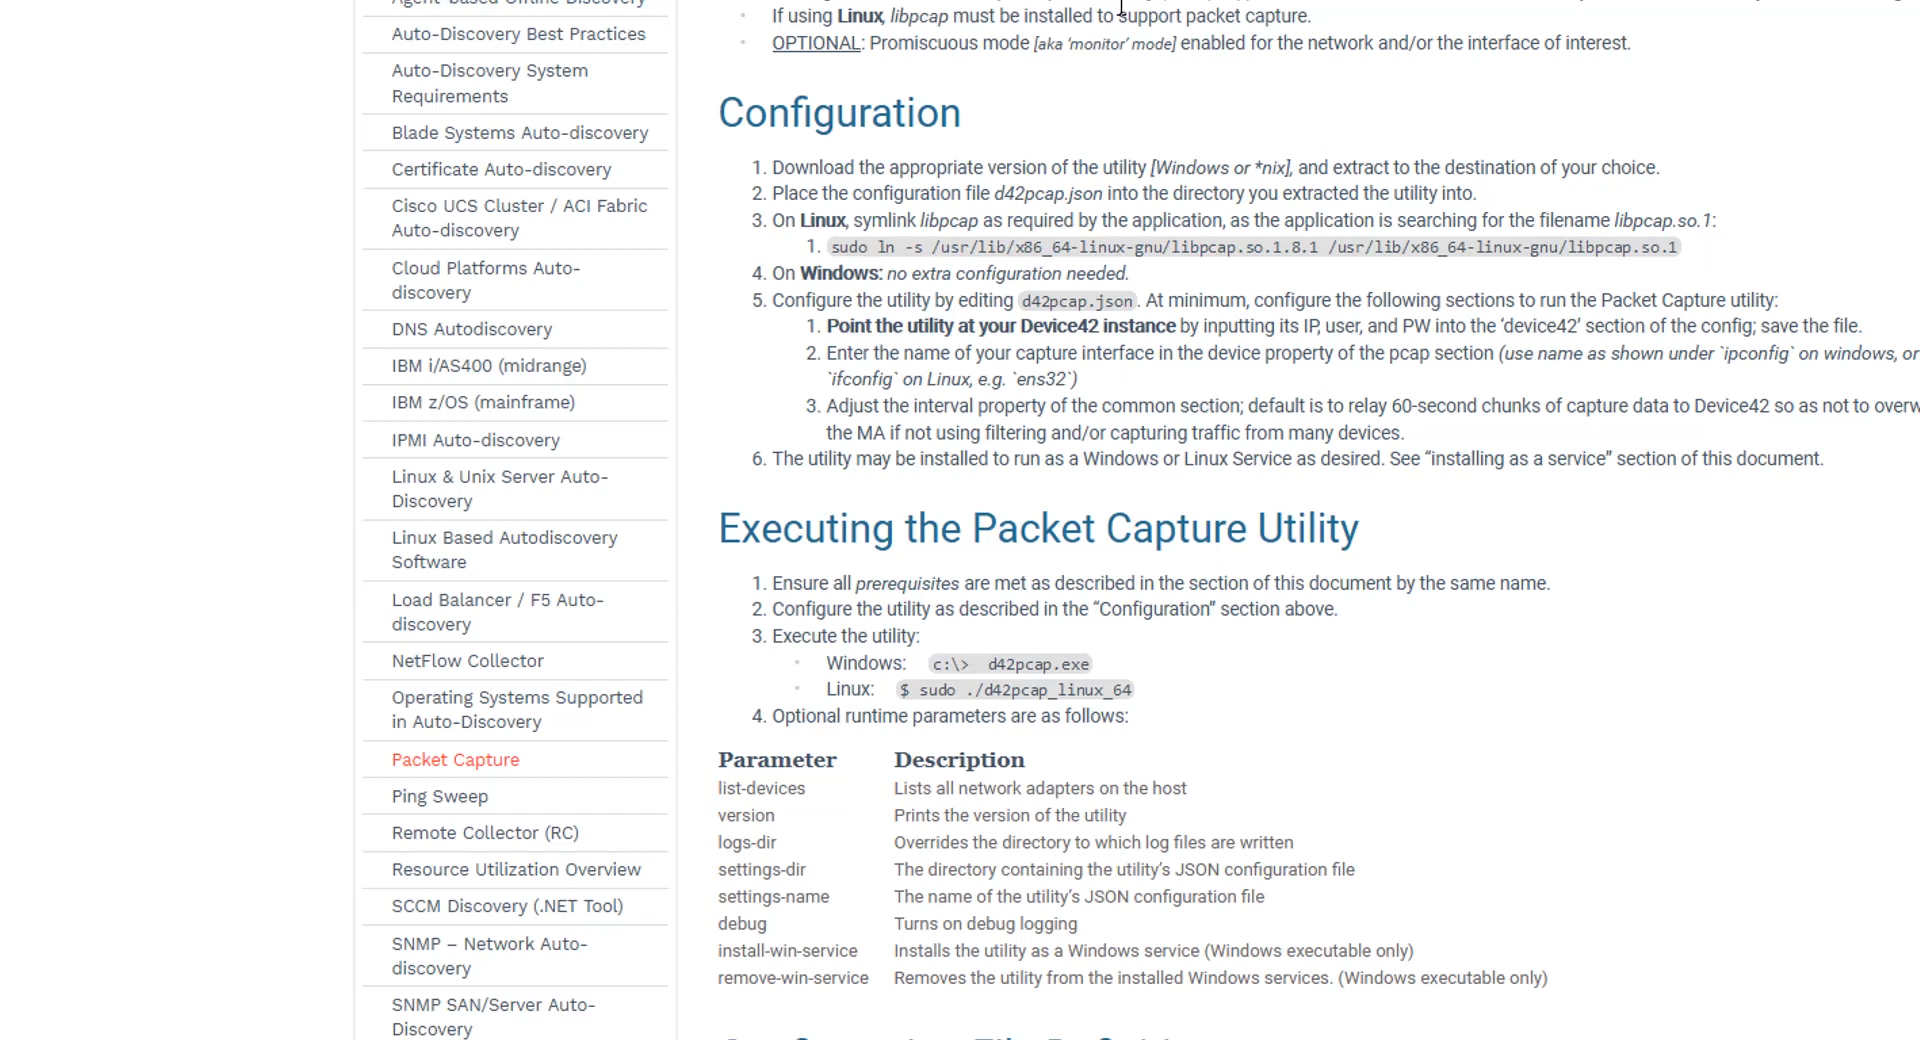 Agent-based Offline Discovery
Auto-Discovery Best Practices
Auto-Discovery System
Requirements
Blade Systems Auto-discovery
Certificate Auto-discovery
Cisco UCS Cluster / ACI Fabric
Auto-discovery
Cloud Platforms Auto-
discovery
DNS Autodiscovery
IBM i/AS400 (midrange)
IBM z/OS (mainframe)
IPMI Auto-discovery
Linux & Unix Server Auto-
Discovery
Linux Based Autodiscovery
Software
Load Balancer / F5 Auto-
discovery
NetFlow Collector
Operating Systems Supported
in Auto-Discovery
Packet Capture
Ping Sweep
Remote Collector (RC)
Resource Utilization Overview
SCCM Discovery (.NET Tool)
SNMP – Network Auto-
discovery
SNMP SAN/Server Auto-
Discovery
If using Linux, libpcap must be installed to support packet capture.
OPTIONAL: Promiscuous mode [aka ‘monitor’ mode] enabled for the network and/or the interface of interest.
Configuration
1. Download the appropriate version of the utility [Windows or *nix], and extract to the destination of your choice.
2. Place the configuration file d42pcap.json into the directory you extracted the utility into.
3. On Linux, symlink libpcap as required by the application, as the application is searching for the filename libpcap.so.1:
1. sudo ln -s /usr/lib/x86_64-linux-gnu/libpcap.so.1.8.1 /usr/lib/x86_64-linux-gnu/libpcap.so.1
4. On Windows: no extra configuration needed.
5. Configure the utility by editing d42pcap.json. At minimum, configure the following sections to run the Packet Capture utility:
1. Point the utility at your Device42 instance by inputting its IP, user, and PW into the ‘device42’ section of the config; save the file.
2. Enter the name of your capture interface in the device property of the pcap section (use name as shown under `ipconfig` on windows, or
`ifconfig` on Linux, e.g. `ens32`)
3. Adjust the interval property of the common section; default is to relay 60-second chunks of capture data to Device42 so as not to
the MA if not using filtering and/or capturing traffic from many devices.
6. The utility may be installed to run as a Windows or Linux Service as desired. See “installing as a service” section of this document.
Executing the Packet Capture Utility
1. Ensure all prerequisites are met as described in the section of this document by the same name.
2. Configure the utility as described in the “Configuration” section above.
3. Execute the utility:
Windows: c:\> d42pcap.exe
Linux: $ sudo ./d42pcap_linux_64
4. Optional runtime parameters are as follows:
Parameter Description
list-devices Lists all network adapters on the host
version Prints the version of the utility
logs-dir Overrides the directory to which log files are written
settings-dir The directory containing the utility’s JSON configuration file
settings-name The name of the utility’s JSON configuration file
debug Turns on debug logging
install-win-service Installs the utility as a Windows service (Windows executable only)
remove-win-service Removes the utility from the installed Windows services. (Windows executable only)